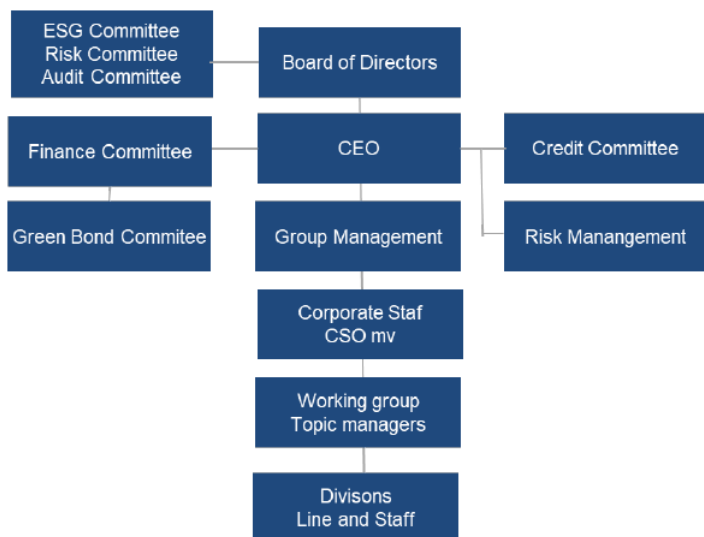 ESG Committee
Risk Committee
Audit Committee
Board of Directors
Finance Committee
CEO
Credit Committee
Green Bond Commitee
Group Management
Risk Manangement
Corporate Staf
CSO mv
Working group
Topic managers
Divisons
Line and Staff